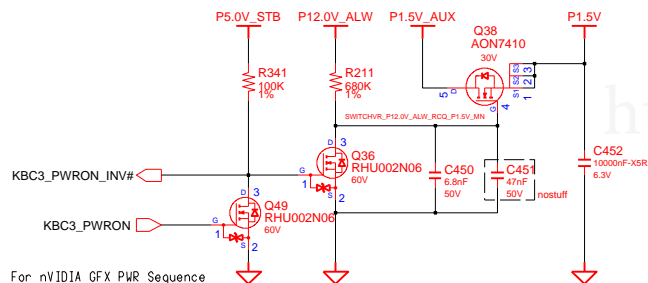 P5.0V_STB P12.0V_ALW P1.5V_AUX P1.5V
Q38
AON7410
30V
R341
100K
1%
R211
680K
1%
5 D S3 3
S2 2
S1 1
G 4
SWITCHVR_P12.0V_ALW_RCQ_P1.5V_MN
KBC3_PWRON_INV#
D 3
Q36
RHU002N06
60V
G 1
S 2
C450
6.8nF
50V
C451
47nF
50V
nostuff
C452
10000nF-X5R
6.3V
KBC3_PWRON
D 3
Q49
RHU002N06
60V
G 1
S 2
For nVIDIA GFX PWR Sequence